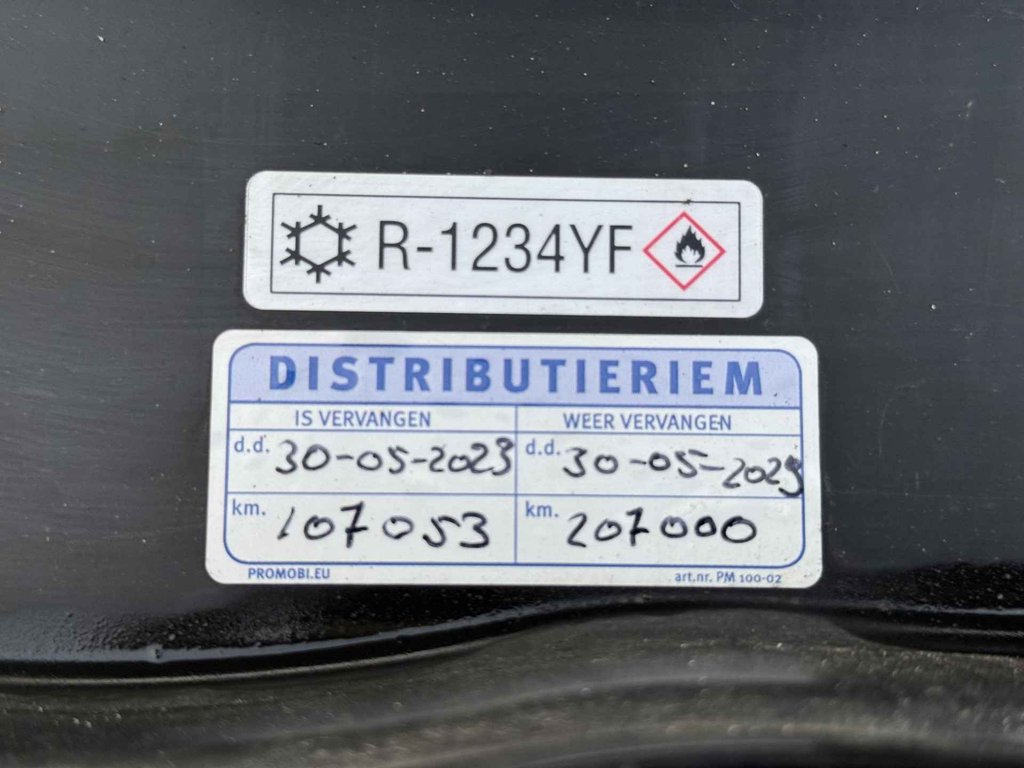 R-1234YF
DISTRIBUTIERIEM
IS VERVANGEN WEER VERVANGEN
d.d. 30-05-2023 d.d. 30-05-2029
km. 107053 km. 207000
PROMOBI.EU art.nr. PM 100-02